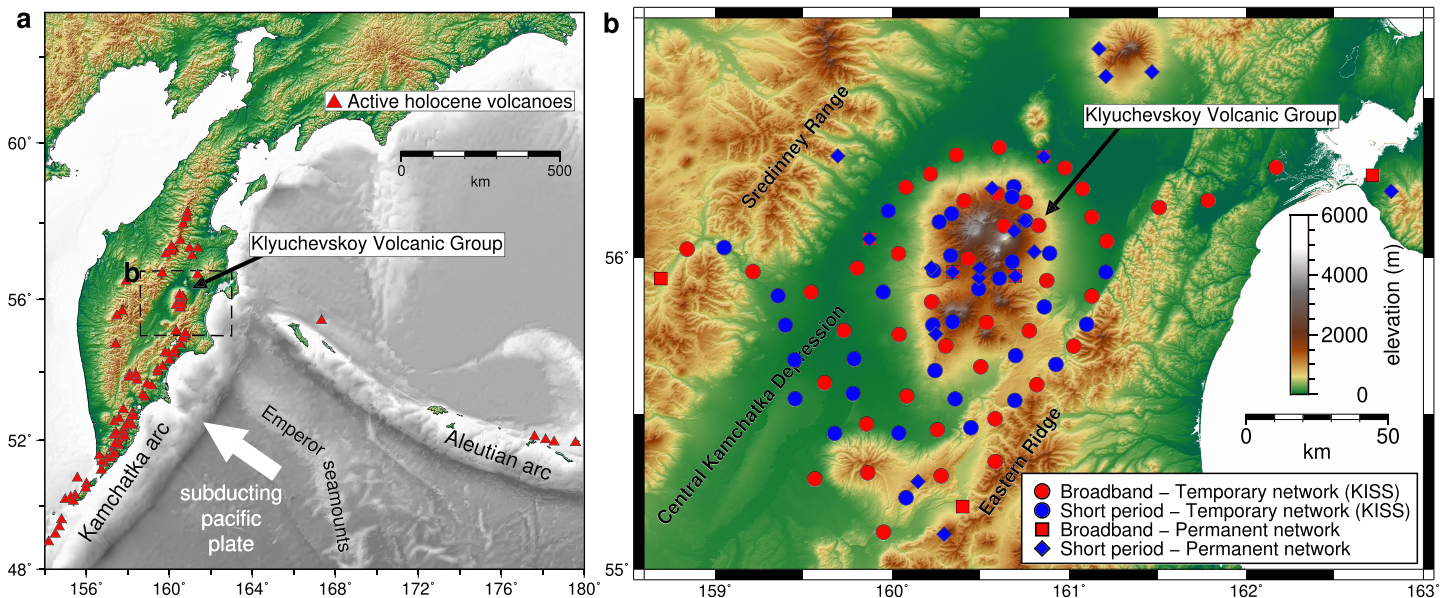 a
Active holocene volcanoes
0 500
km
Klyuchevskoy Volcanic Group
b
Kamchatka arc
subducting
pacific
plate
Emperor seamounts
Aleutian arc
60°
56°
52°
48°
156° 160° 164° 168° 172° 176° 180°
b
Sredinney Range
Klyuchevskoy Volcanic Group
Central Kamchatka Depression
Eastern Ridge
6000
4000
2000
0
elevation (m)
0 50
km
Broadband – Temporary network (KISS)
Short period – Temporary network (KISS)
Broadband – Permanent network
Short period – Permanent network
56°
55°
159° 160° 161° 162° 163°